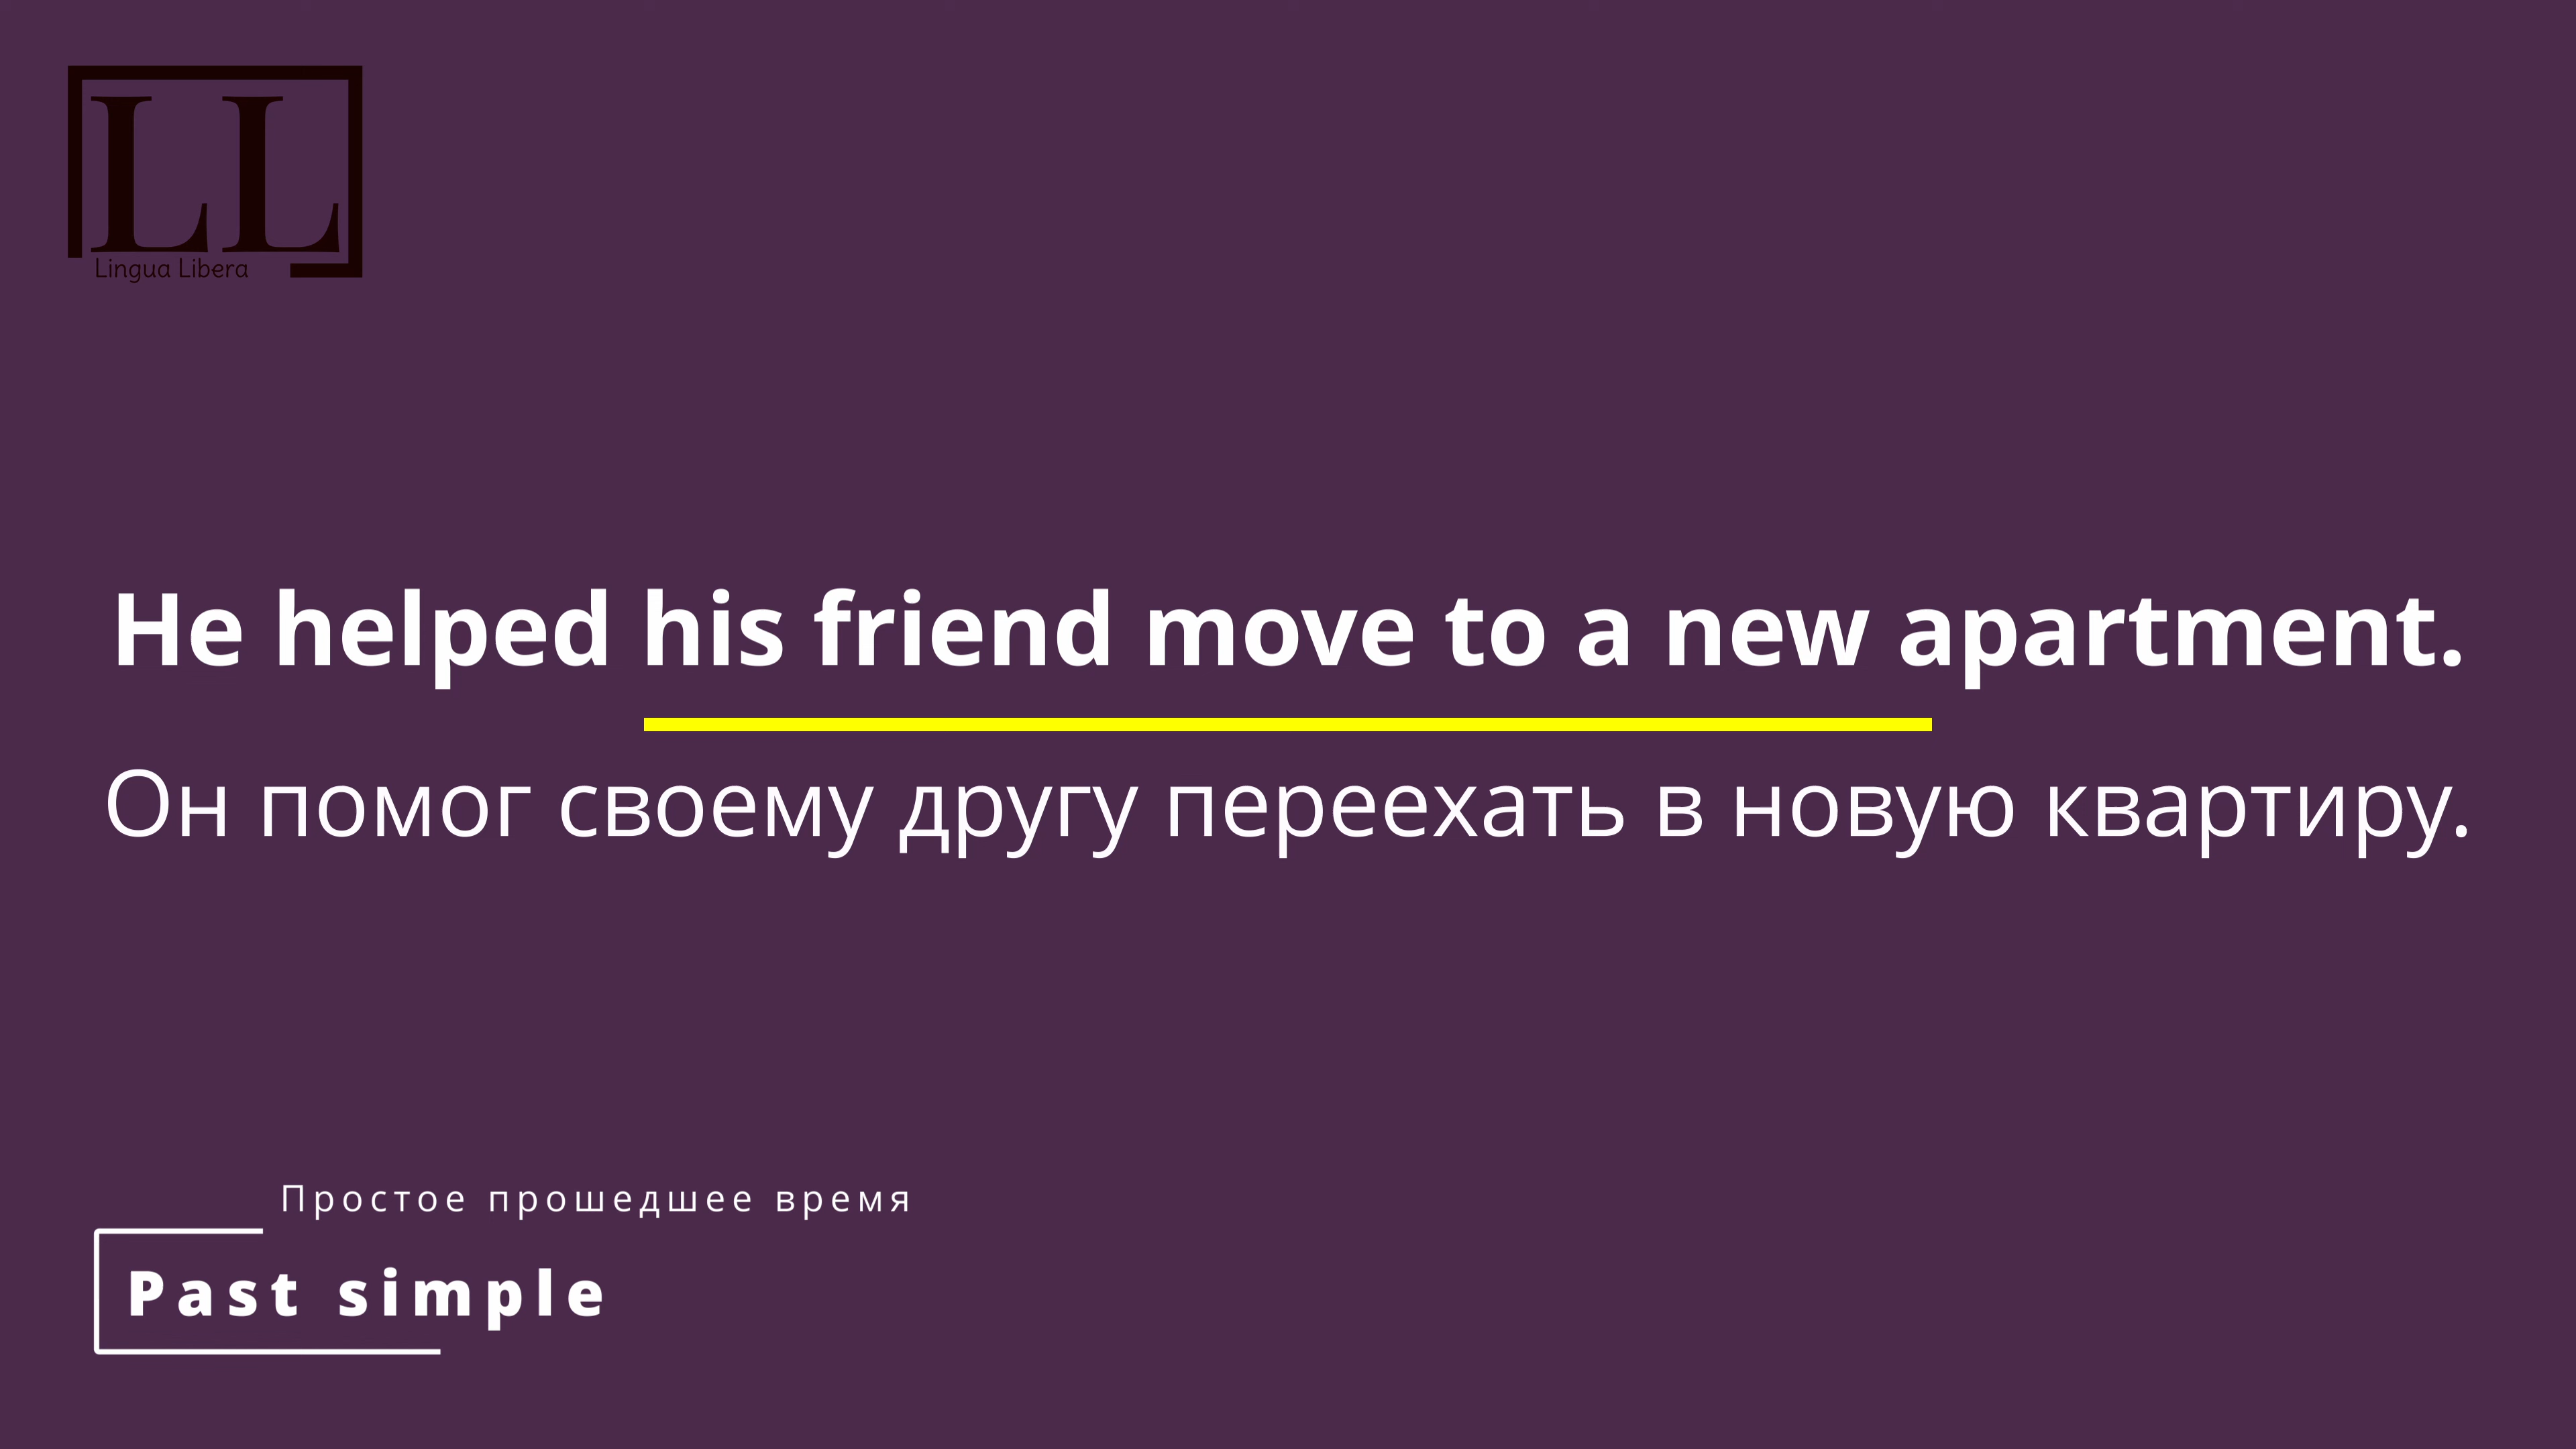 LL
Lingua Libera
He helped his friend move to a new apartment.
Он помог своему другу переехать в новую квартиру.
Простое прошедшее время
Past simple